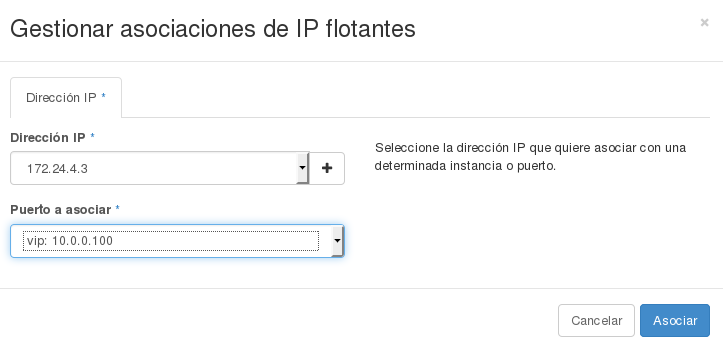 Gestionar asociaciones de IP flotantes
×
Dirección IP *
Dirección IP *
172.24.4.3
Seleccione la dirección IP que quiere asociar con una
determinada instancia o puerto.
Puerto a asociar *
vip: 10.0.0.100
Cancelar
Asociar